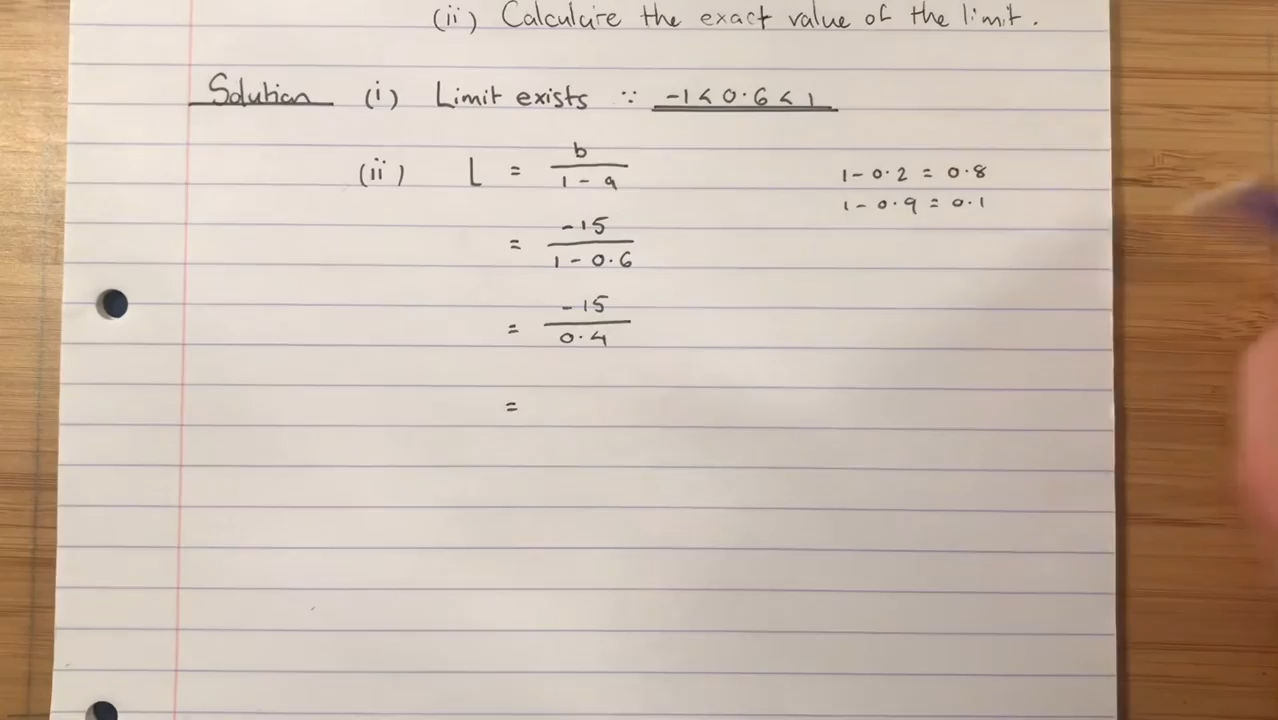 (ii) Calculate the exact value of the limit.
Solution (i) Limit exists ∵ -1 < 0.6 < 1
(ii) L = b / 1 - a
= -15 / 1 - 0.6
= -15 / 0.4
=
1 - 0.2 = 0.8
1 - 0.9 = 0.1